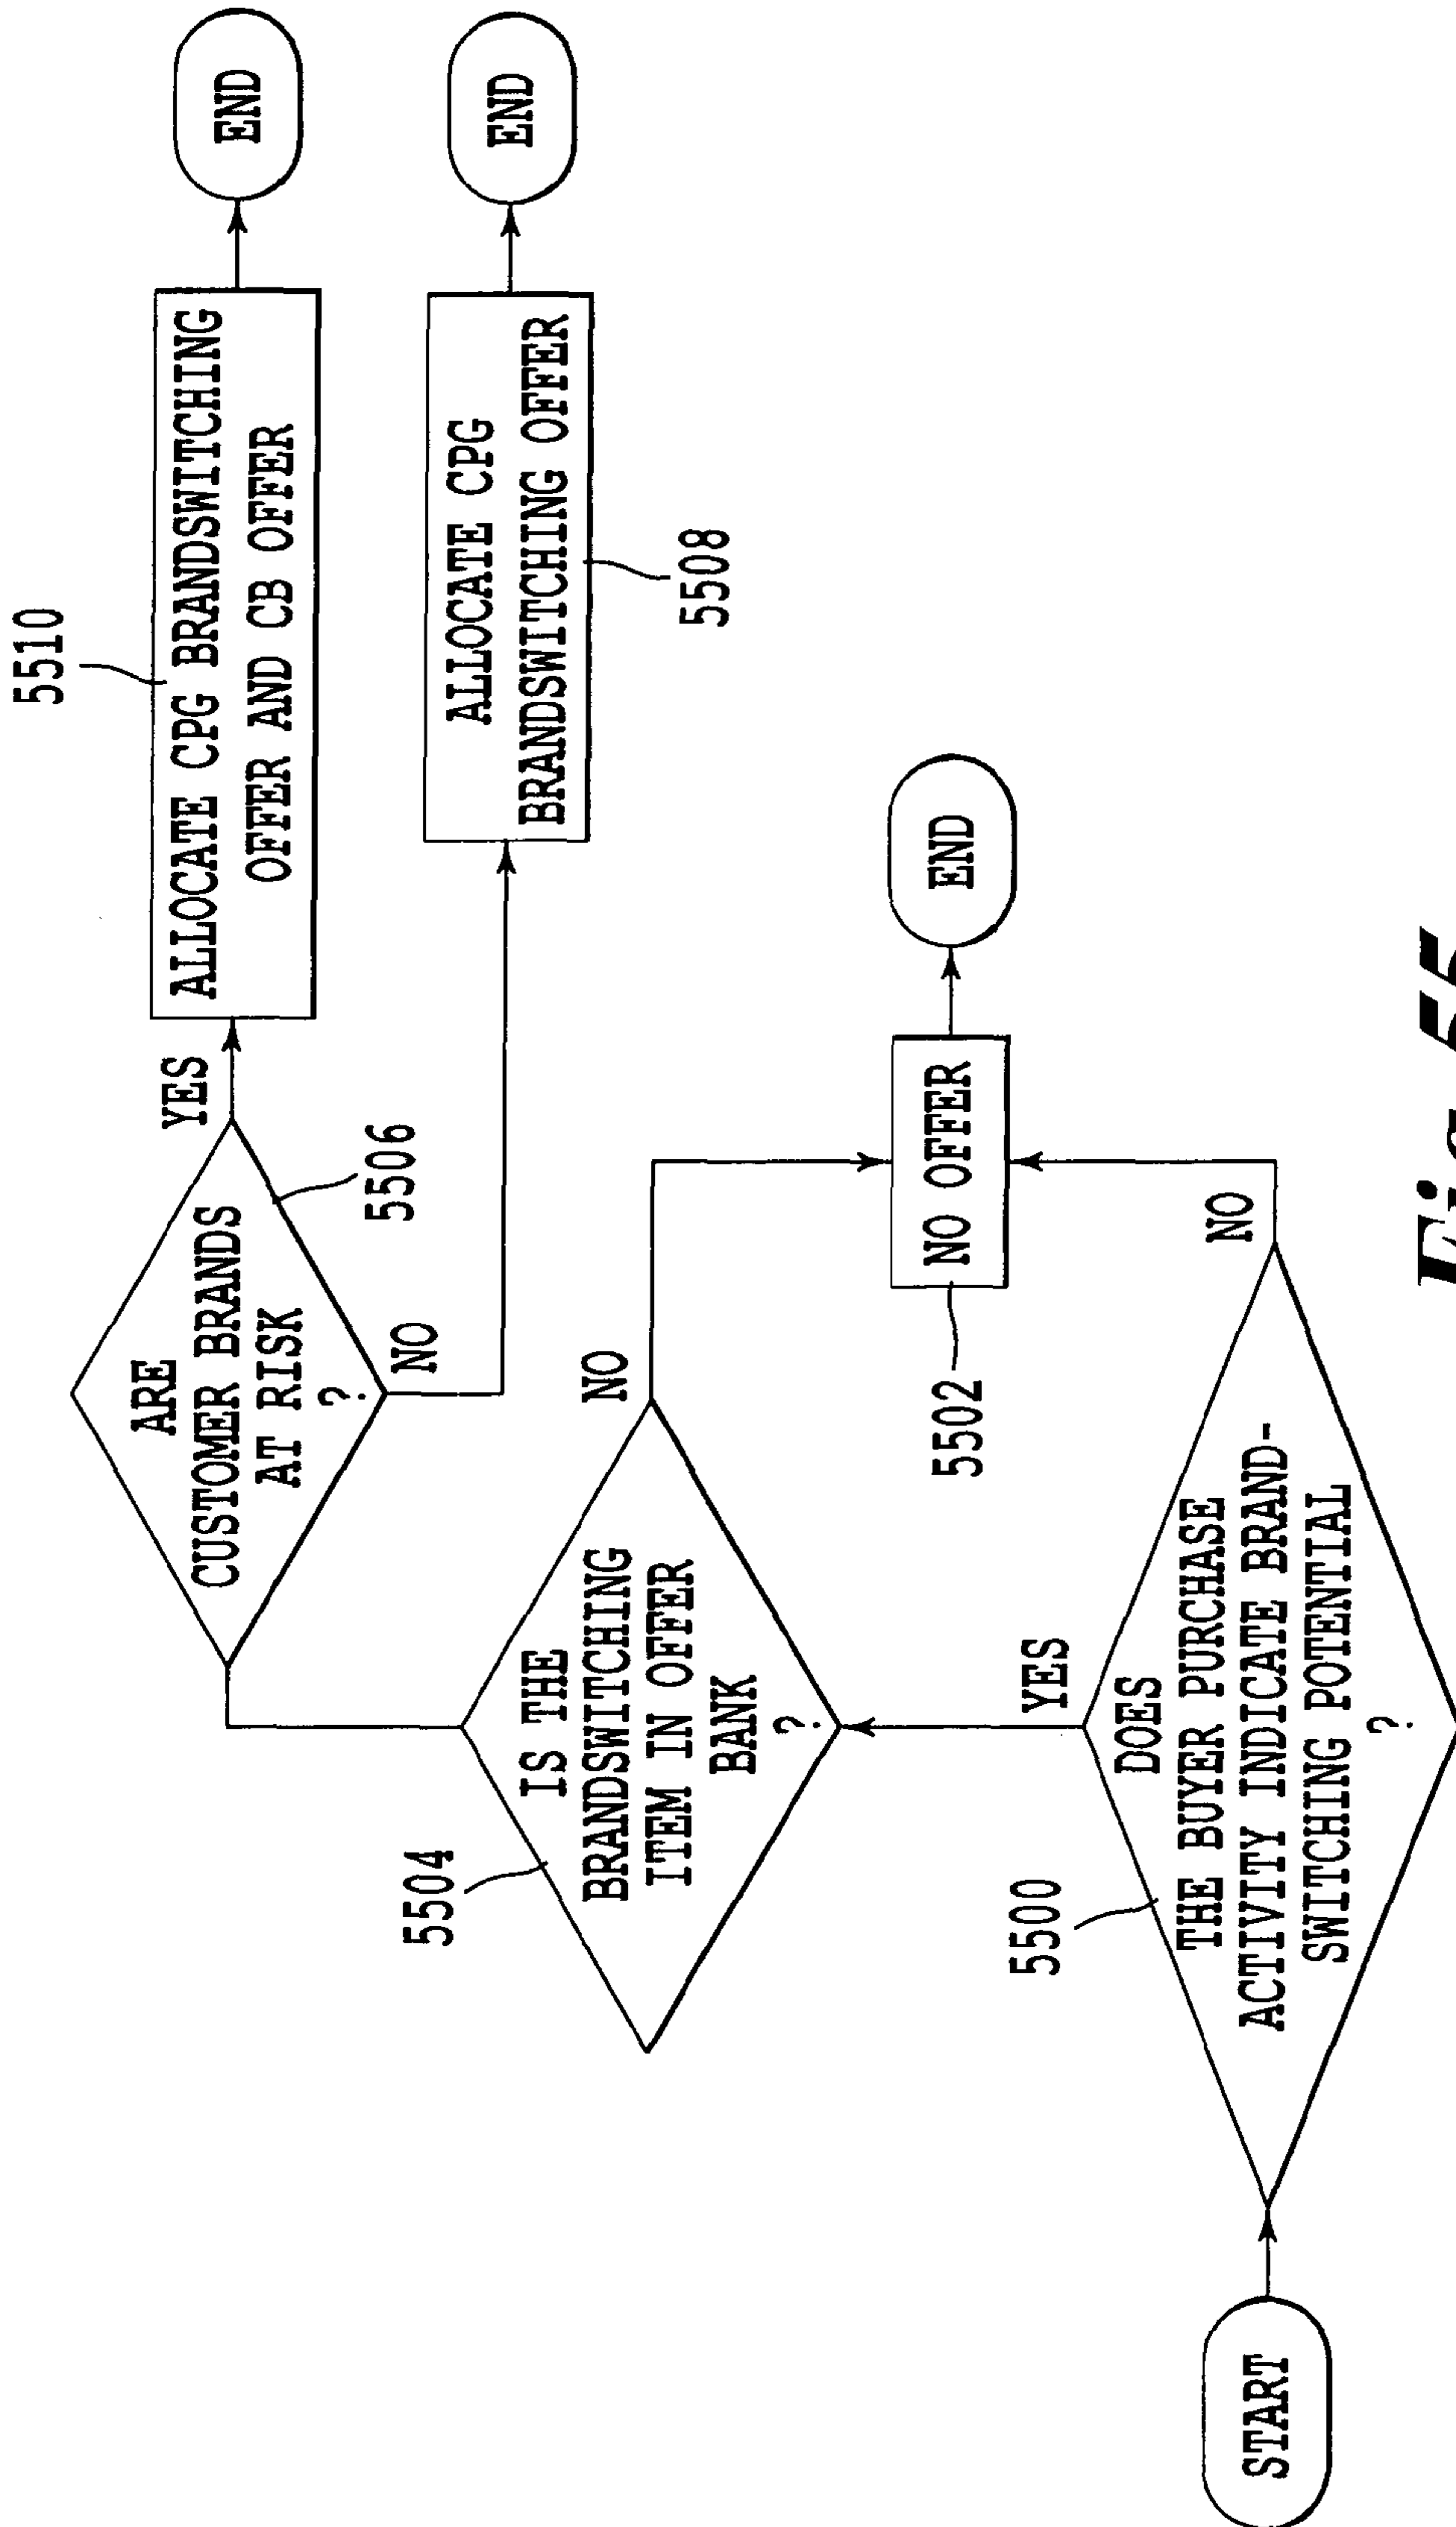 START
5500
DOES
THE BUYER PURCHASE
ACTIVITY INDICATE BRAND-
SWITCHING POTENTIAL
?
YES
NO
5504
IS THE
BRANDSWITCHING
ITEM IN OFFER
BANK
?
NO
5502
NO OFFER
END
ARE
CUSTOMER BRANDS
AT RISK
?
5506
YES
NO
5510
ALLOCATE CPG BRANDSWITCHING
OFFER AND CB OFFER
END
ALLOCATE CPG
BRANDSWITCHING OFFER
5508
END
Fig. 55